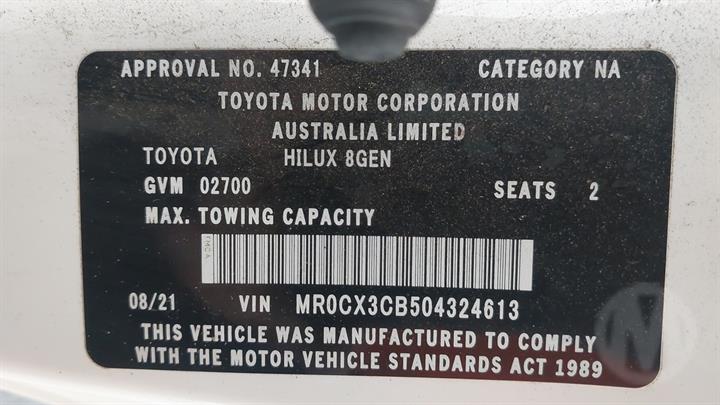 APPROVAL NO. 47341 CATEGORY NA
TOYOTA MOTOR CORPORATION
AUSTRALIA LIMITED
TOYOTA HILUX 8GEN
GVM 02700 SEATS 2
MAX. TOWING CAPACITY
TMCA
08/21 VIN MR0CX3CB504324613
THIS VEHICLE WAS MANUFACTURED TO COMPLY
WITH THE MOTOR VEHICLE STANDARDS ACT 1989